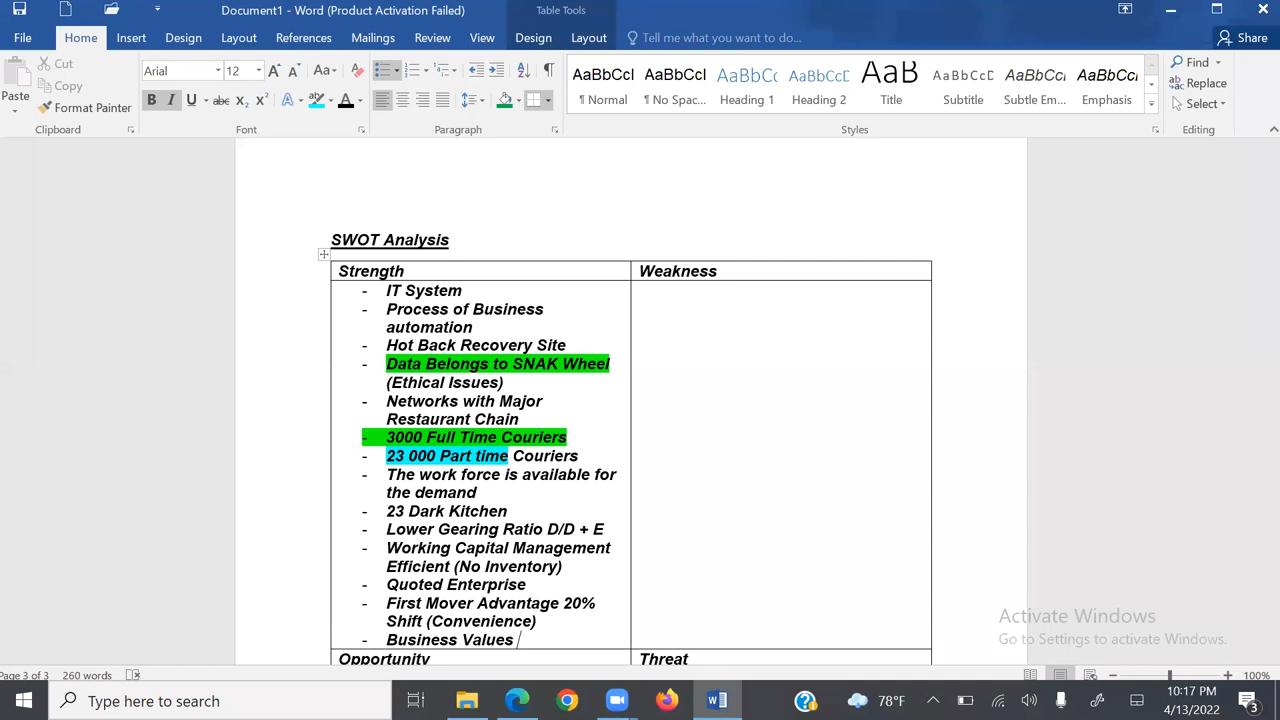 Document1 - Word (Product Activation Failed)
Table Tools
File Home Insert Design Layout References Mailings Review View Design Layout Tell me what you want to do... Share
Paste
Cut
Copy
Format Painter
Clipboard
Arial 12
Font
Paragraph
AaBbCcI AaBbCcI AaBbCc AaBbCcD AaB AaBbCcD AaBbCcI AaBbCcI
¶ Normal ¶ No Spac... Heading 1 Heading 2 Title Subtitle Subtle Em... Emphasis
Styles
Find
Replace
Select
Editing
SWOT Analysis
Strength Weakness
- IT System
- Process of Business
automation
- Hot Back Recovery Site
- Data Belongs to SNAK Wheel
(Ethical Issues)
- Networks with Major
Restaurant Chain
- 3000 Full Time Couriers
- 23 000 Part time Couriers
- The work force is available for
the demand
- 23 Dark Kitchen
- Lower Gearing Ratio D/D + E
- Working Capital Management
Efficient (No Inventory)
- Quoted Enterprise
- First Mover Advantage 20%
Shift (Convenience)
- Business Values
Opportunity Threat
Activate Windows
Go to Settings to activate Windows.
Page 3 of 3 260 words 100%
Type here to search
78°F
10:17 PM
4/13/2022
3